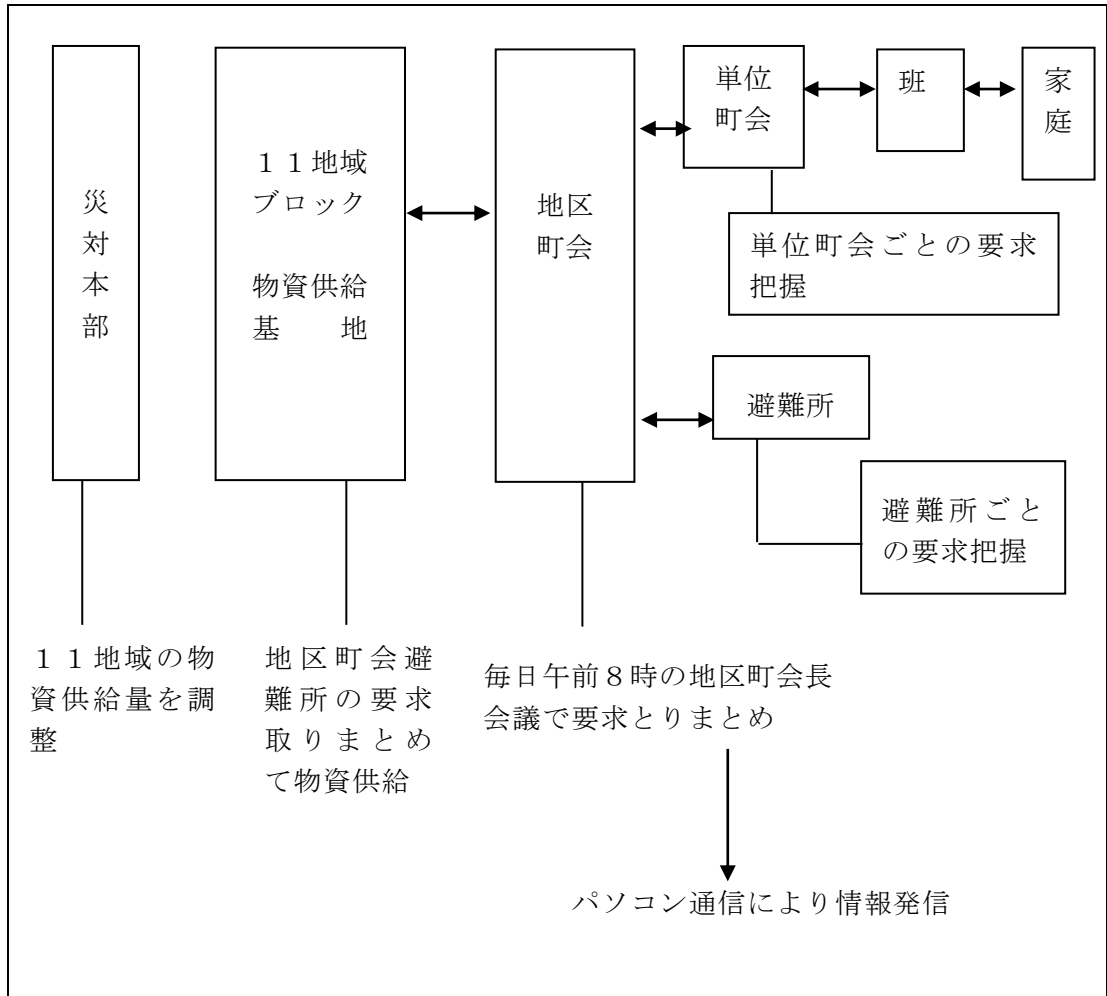 災
対
本
部
１１地域
ブロック
物資供給
基　　地
地区
町会
単位
町会
班
家
庭
単位町会ごとの要求
把握
避難所
避難所ごと
の要求把握
１１地域の物
資供給量を調
整
地区町会避
難所の要求
取りまとめ
て物資供給
毎日午前８時の地区町会長
会議で要求とりまとめ
パソコン通信により情報発信